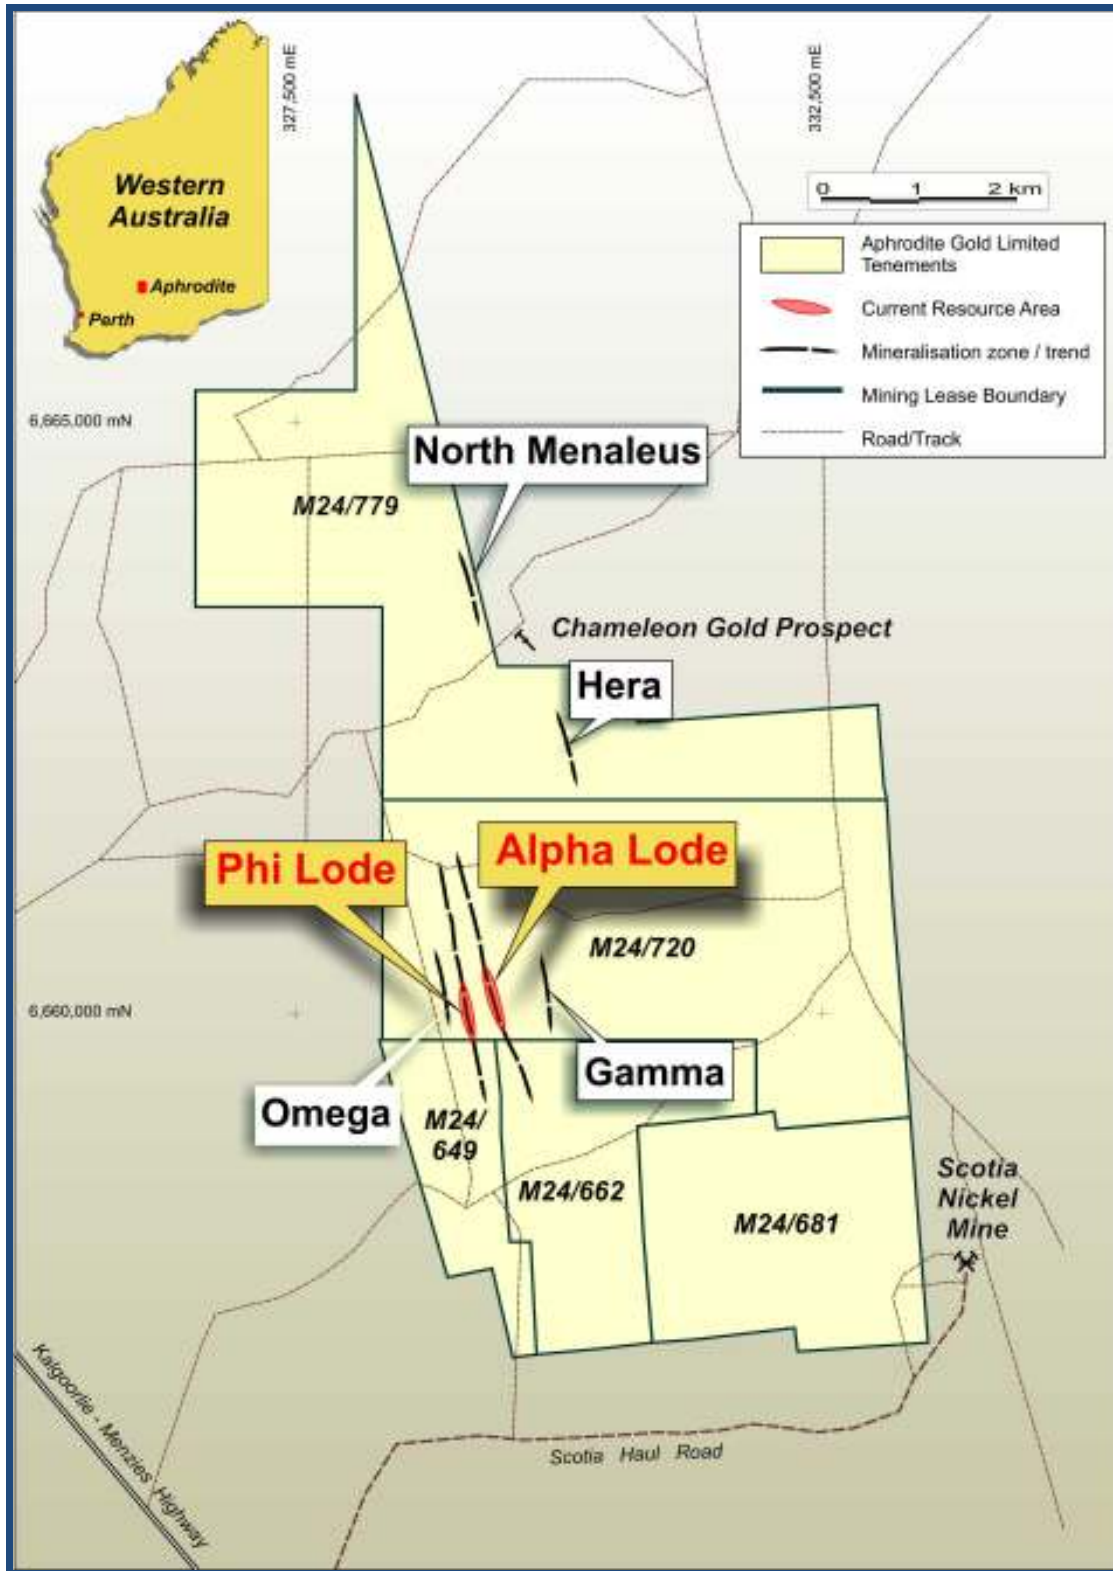 327,500 mE
332,500 mE
Western
Australia
Aphrodite
Perth
0 1 2 km
Aphrodite Gold Limited
Tenements
Current Resource Area
Mineralisation zone / trend
Mining Lease Boundary
Road/Track
6,665,000 mN
North Menaleus
M24/779
Chameleon Gold Prospect
Hera
Phi Lode
Alpha Lode
M24/720
6,660,000 mN
Gamma
Omega
M24/
649
M24/662
M24/681
Scotia
Nickel
Mine
Kalgoorlie - Menzies Highway
Scotia Haul Road